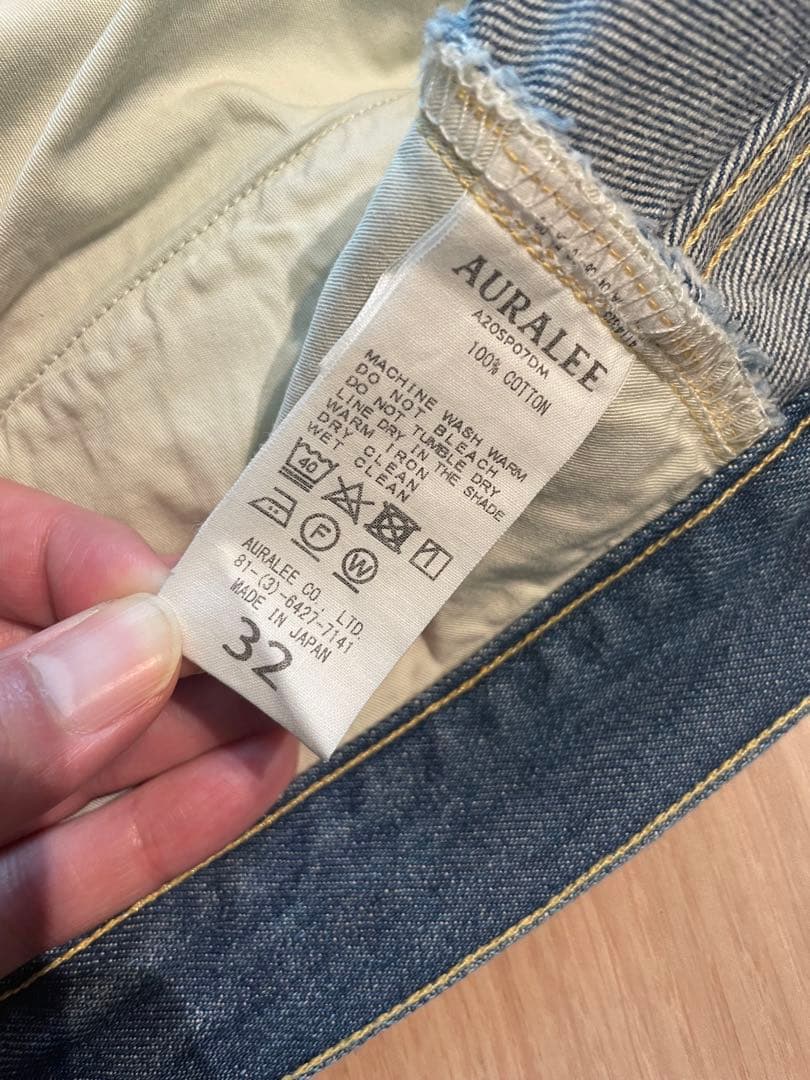 AURALEE
A20SP07DM
100% COTTON
MACHINE WASH WARM
DO NOT BLEACH
DO NOT TUMBLE DRY
LINE DRY IN THE SHADE
WARM IRON
DRY CLEAN
WET CLEAN
40
F
W
AURALEE CO., LTD.
81-(3)-6427-7141
MADE IN JAPAN
32